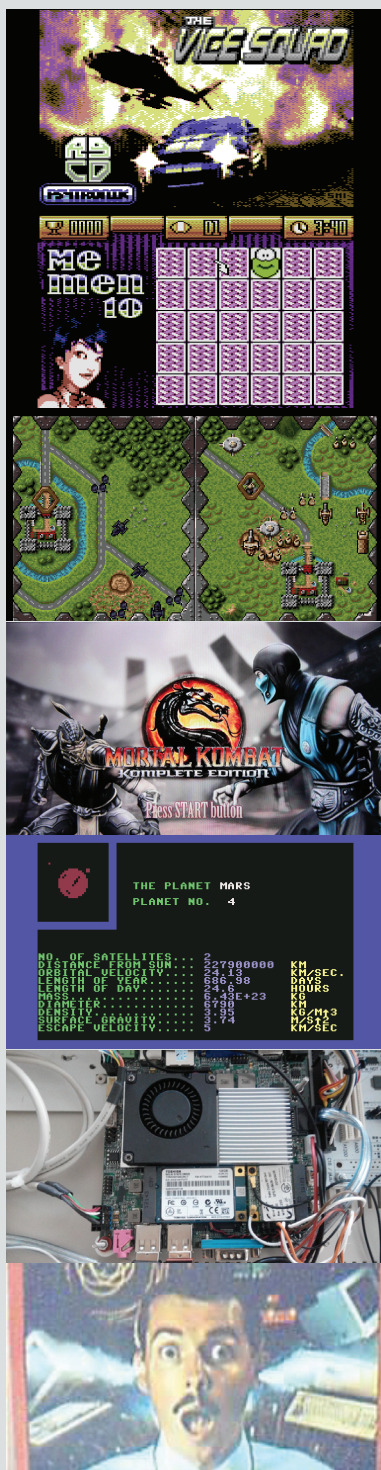 THE
VICE SQUAD
PSYTRONIK
0000
01
3:40
Me
men
10
MORTAL KOMBAT
KOMPLETE EDITION
Press START button
THE PLANET MARS
PLANET NO. 4
NO. OF SATELLITES... 2
DISTANCE FROM SUN... 227900000 KM
ORBITAL VELOCITY.... 24.13 KM/SEC.
LENGTH OF YEAR...... 686.98 DAYS
LENGTH OF DAY....... 24.6 HOURS
MASS................ 6.43E+23 KG
DIAMETER............ 6790 KM
DENSITY............. 3.95 KG/M↑3
SURFACE GRAVITY..... 3.74 M/S↑2
ESCAPE VELOCITY..... 5 KM/SEC
TOSHIBA